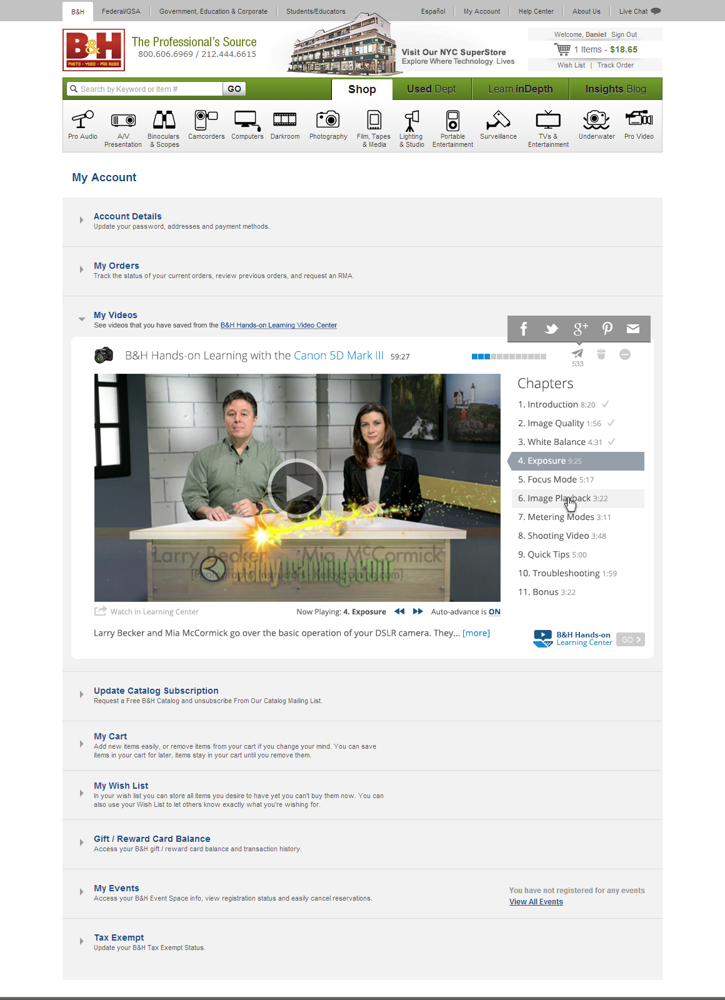 B&H
Federal/GSA
Government, Education & Corporate
Students/Educators
Español
My Account
Help Center
About Us
Live Chat
B&H
PHOTO - VIDEO - PRO AUDIO
The Professional's Source
800.606.6969 / 212.444.6615
Visit Our NYC SuperStore
Explore Where Technology Lives
Welcome, Daniel Sign Out
1 Items - $18.65
Wish List | Track Order
Search by Keyword or Item #
GO
Shop
Used Dept
Learn inDepth
Insights Blog
Pro Audio
A/V
Presentation
Binoculars
& Scopes
Camcorders
Computers
Darkroom
Photography
Film, Tapes
& Media
Lighting
& Studio
Portable
Entertainment
Surveillance
TVs &
Entertainment
Underwater
Pro Video
My Account
Account Details
Update your password, addresses and payment methods.
My Orders
Track the status of your current orders, review previous orders, and request an RMA.
My Videos
See videos that you have saved from the B&H Hands-on Learning Video Center
B&H Hands-on Learning with the Canon 5D Mark III 59:27
533
Larry Becker
Mia McCormick
[Photography Instructors - Kelbytraining.com]
kelbytraining.com
Chapters
1. Introduction 8:20
2. Image Quality 1:56
3. White Balance 4:31
4. Exposure 9:25
5. Focus Mode 5:17
6. Image Playback 3:22
7. Metering Modes 3:11
8. Shooting Video 3:48
9. Quick Tips 5:00
10. Troubleshooting 1:59
11. Bonus 3:22
Watch in Learning Center
Now Playing: 4. Exposure
Auto-advance is ON
Larry Becker and Mia McCormick go over the basic operation of your DSLR camera. They... [more]
B&H Hands-on
Learning Center
GO
Update Catalog Subscription
Request a Free B&H Catalog and unsubscribe From Our Catalog Mailing List.
My Cart
Add new items easily, or remove items from your cart if you change your mind. You can save
items in your cart for later, items stay in your cart until you remove them.
My Wish List
In your wish list you can store all items you desire to have yet you can't buy them now. You can
also use your Wish List to let others know exactly what you're wishing for.
Gift / Reward Card Balance
Access your B&H gift / reward card balance and transaction history.
My Events
Access your B&H Event Space info, view registration status and easily cancel reservations.
You have not registered for any events
View All Events
Tax Exempt
Update your B&H Tax Exempt Status.